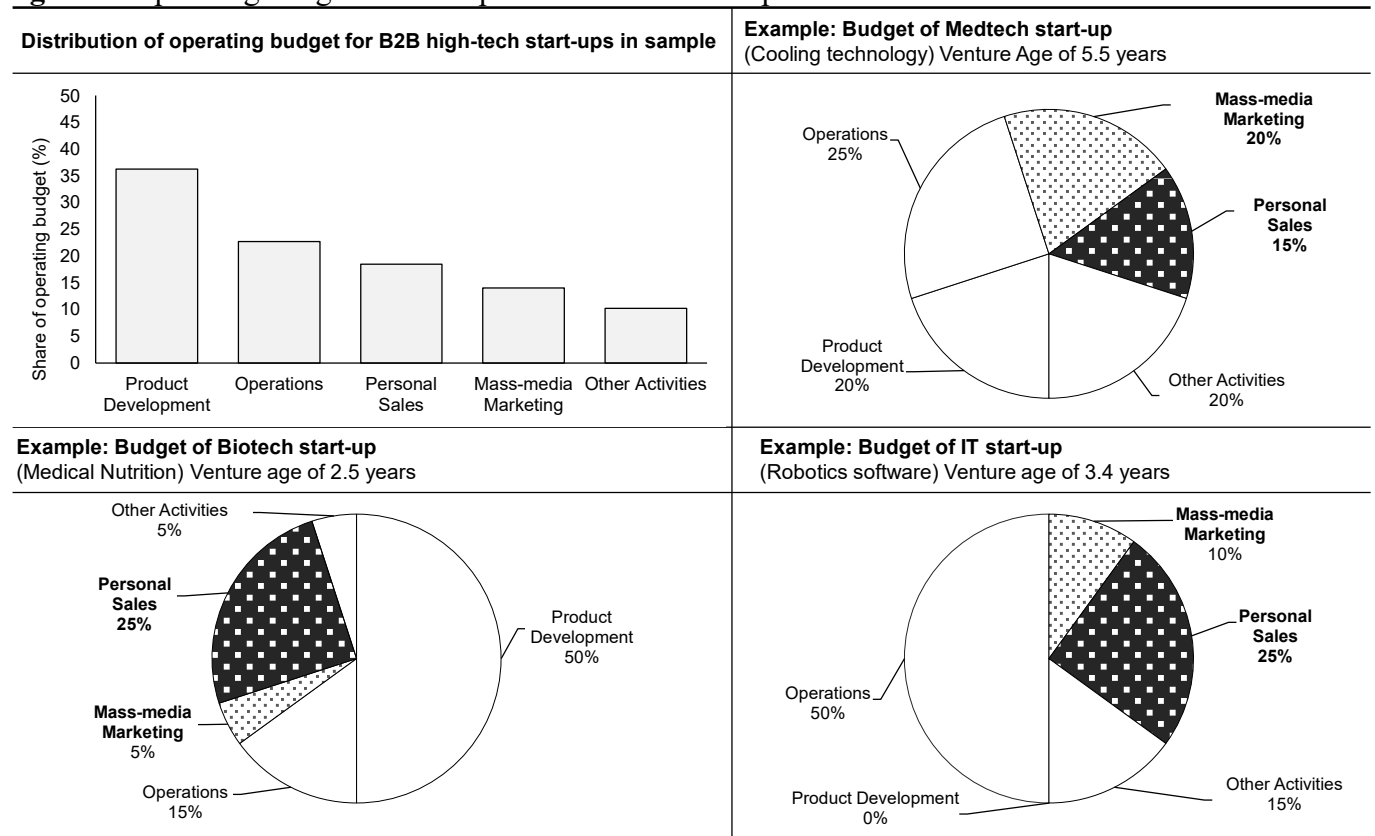 Distribution of operating budget for B2B high-tech start-ups in sample
Share of operating budget (%)
50
45
40
35
30
25
20
15
10
5
0
Product
Development
Operations
Personal
Sales
Mass-media
Marketing
Other Activities
Example: Budget of Medtech start-up
(Cooling technology) Venture Age of 5.5 years
Mass-media
Marketing
20%
Operations
25%
Personal
Sales
15%
Product
Development
20%
Other Activities
20%
Example: Budget of Biotech start-up
(Medical Nutrition) Venture age of 2.5 years
Other Activities
5%
Personal
Sales
25%
Product
Development
50%
Mass-media
Marketing
5%
Operations
15%
Example: Budget of IT start-up
(Robotics software) Venture age of 3.4 years
Mass-media
Marketing
10%
Personal
Sales
25%
Operations
50%
Product Development
0%
Other Activities
15%